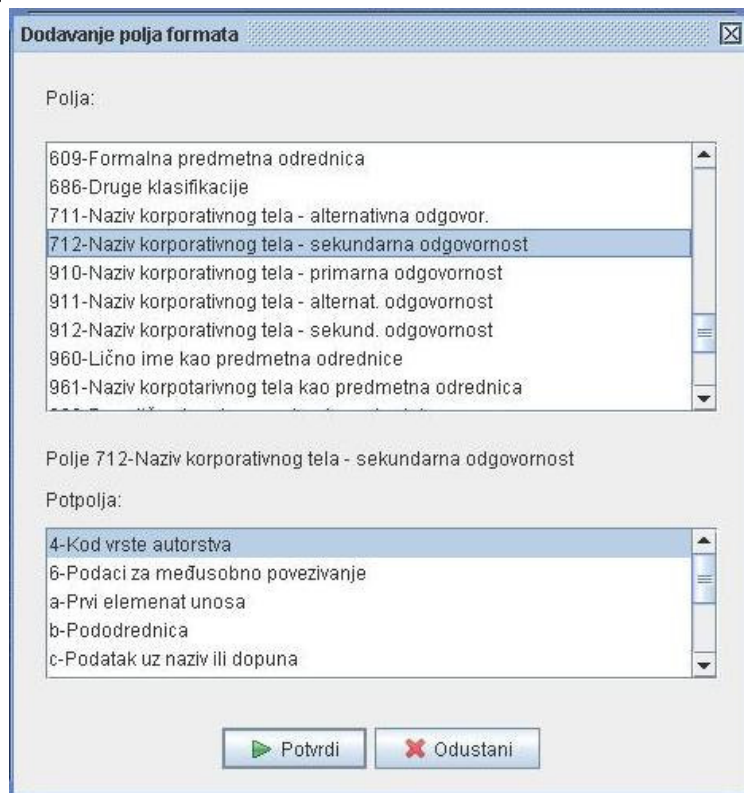 Dodavanje polja formata
Polja:
609-Formalna predmetna odrednica
686-Druge klasifikacije
711-Naziv korporativnog tela - alternativna odgovor.
712-Naziv korporativnog tela - sekundarna odgovornost
910-Naziv korporativnog tela - primarna odgovornost
911-Naziv korporativnog tela - alternat. odgovornost
912-Naziv korporativnog tela - sekund. odgovornost
960-Lično ime kao predmetna odrednice
961-Naziv korpotarivnog tela kao predmetna odrednica
Polje 712-Naziv korporativnog tela - sekundarna odgovornost
Potpolja:
4-Kod vrste autorstva
6-Podaci za međusobno povezivanje
a-Prvi elemenat unosa
b-Pododrednica
c-Podatak uz naziv ili dopuna
Potvrdi Odustani